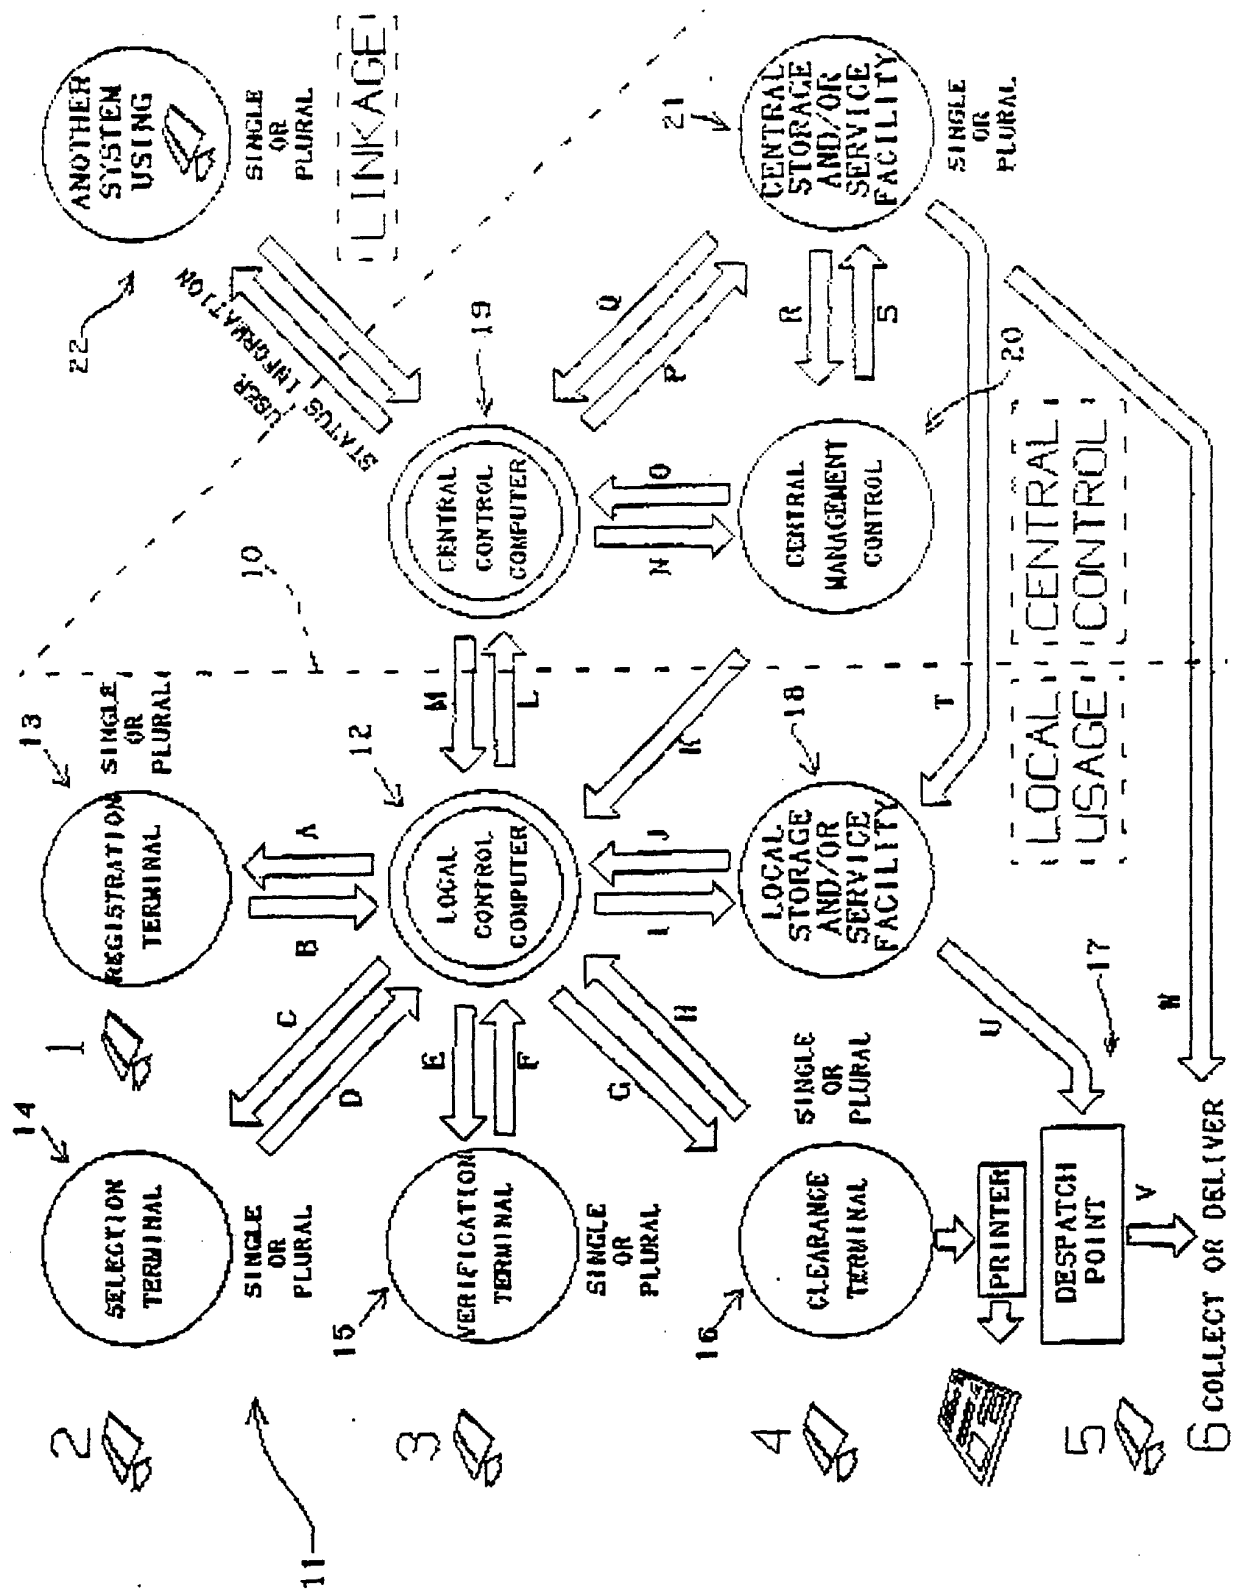 1
13
REGISTRATION
TERMINAL
SINGLE
OR
PLURAL
10
22
ANOTHER
SYSTEM
USING
SINGLE
OR
PLURAL
LINKAGE
USER
STATUS INFORMATION
2
14
SELECTION
TERMINAL
SINGLE
OR
PLURAL
11
B
A
C
D
3
15
VERIFICATION
TERMINAL
SINGLE
OR
PLURAL
E
F
12
LOCAL
CONTROL
COMPUTER
M
L
19
CENTRAL
CONTROL
COMPUTER
Q
P
G
H
I
J
K
N
O
21
CENTRAL
STORAGE
AND/OR
SERVICE
FACILITY
SINGLE
OR
PLURAL
4
16
CLEARANCE
TERMINAL
SINGLE
OR
PLURAL
18
LOCAL
STORAGE
AND/OR
SERVICE
FACILITY
CENTRAL
MANAGEMENT
CONTROL
R
S
20
PRINTER
U
T
LOCAL
USAGE
CENTRAL
CONTROL
5
DESPATCH
POINT
17
V
W
6 COLLECT OR DELIVER